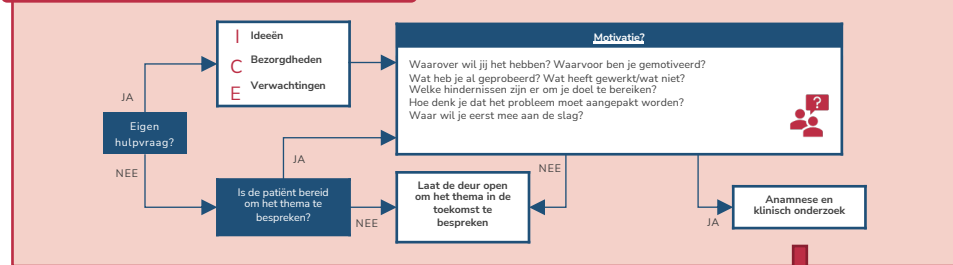 I Ideeën
C Bezorgdheden
E Verwachtingen
Motivatie?
Waarover wil jij het hebben? Waarvoor ben je gemotiveerd?
Wat heb je al geprobeerd? Wat heeft gewerkt/wat niet?
Welke hindernissen zijn er om je doel te bereiken?
Hoe denk je dat het probleem moet aangepakt worden?
Waar wil je eerst mee aan de slag?
?
JA
Eigen
hulpvraag?
NEE
JA
Is de patiënt bereid
om het thema te
bespreken?
NEE
Laat de deur open
om het thema in de
toekomst te
bespreken
NEE
JA
Anamnese en
klinisch onderzoek